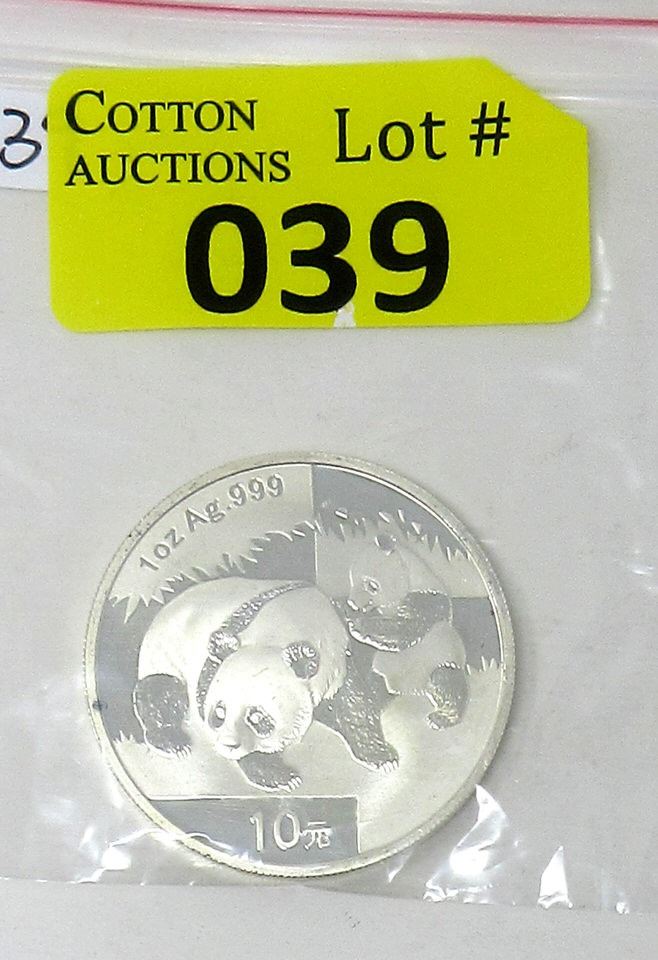 COTTON
AUCTIONS
Lot #
039
1oz Ag.999
10元